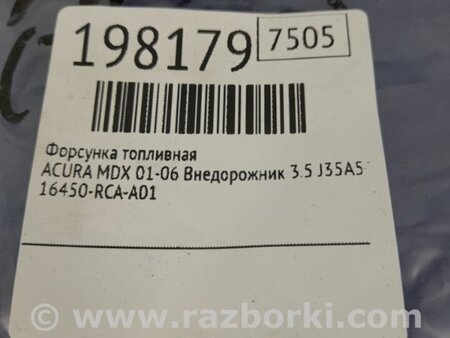 198179 7505
Форсунка топливная
ACURA MDX 01-06 Внедорожник 3.5 J35A5
16450-RCA-A01
© www.razborki.com